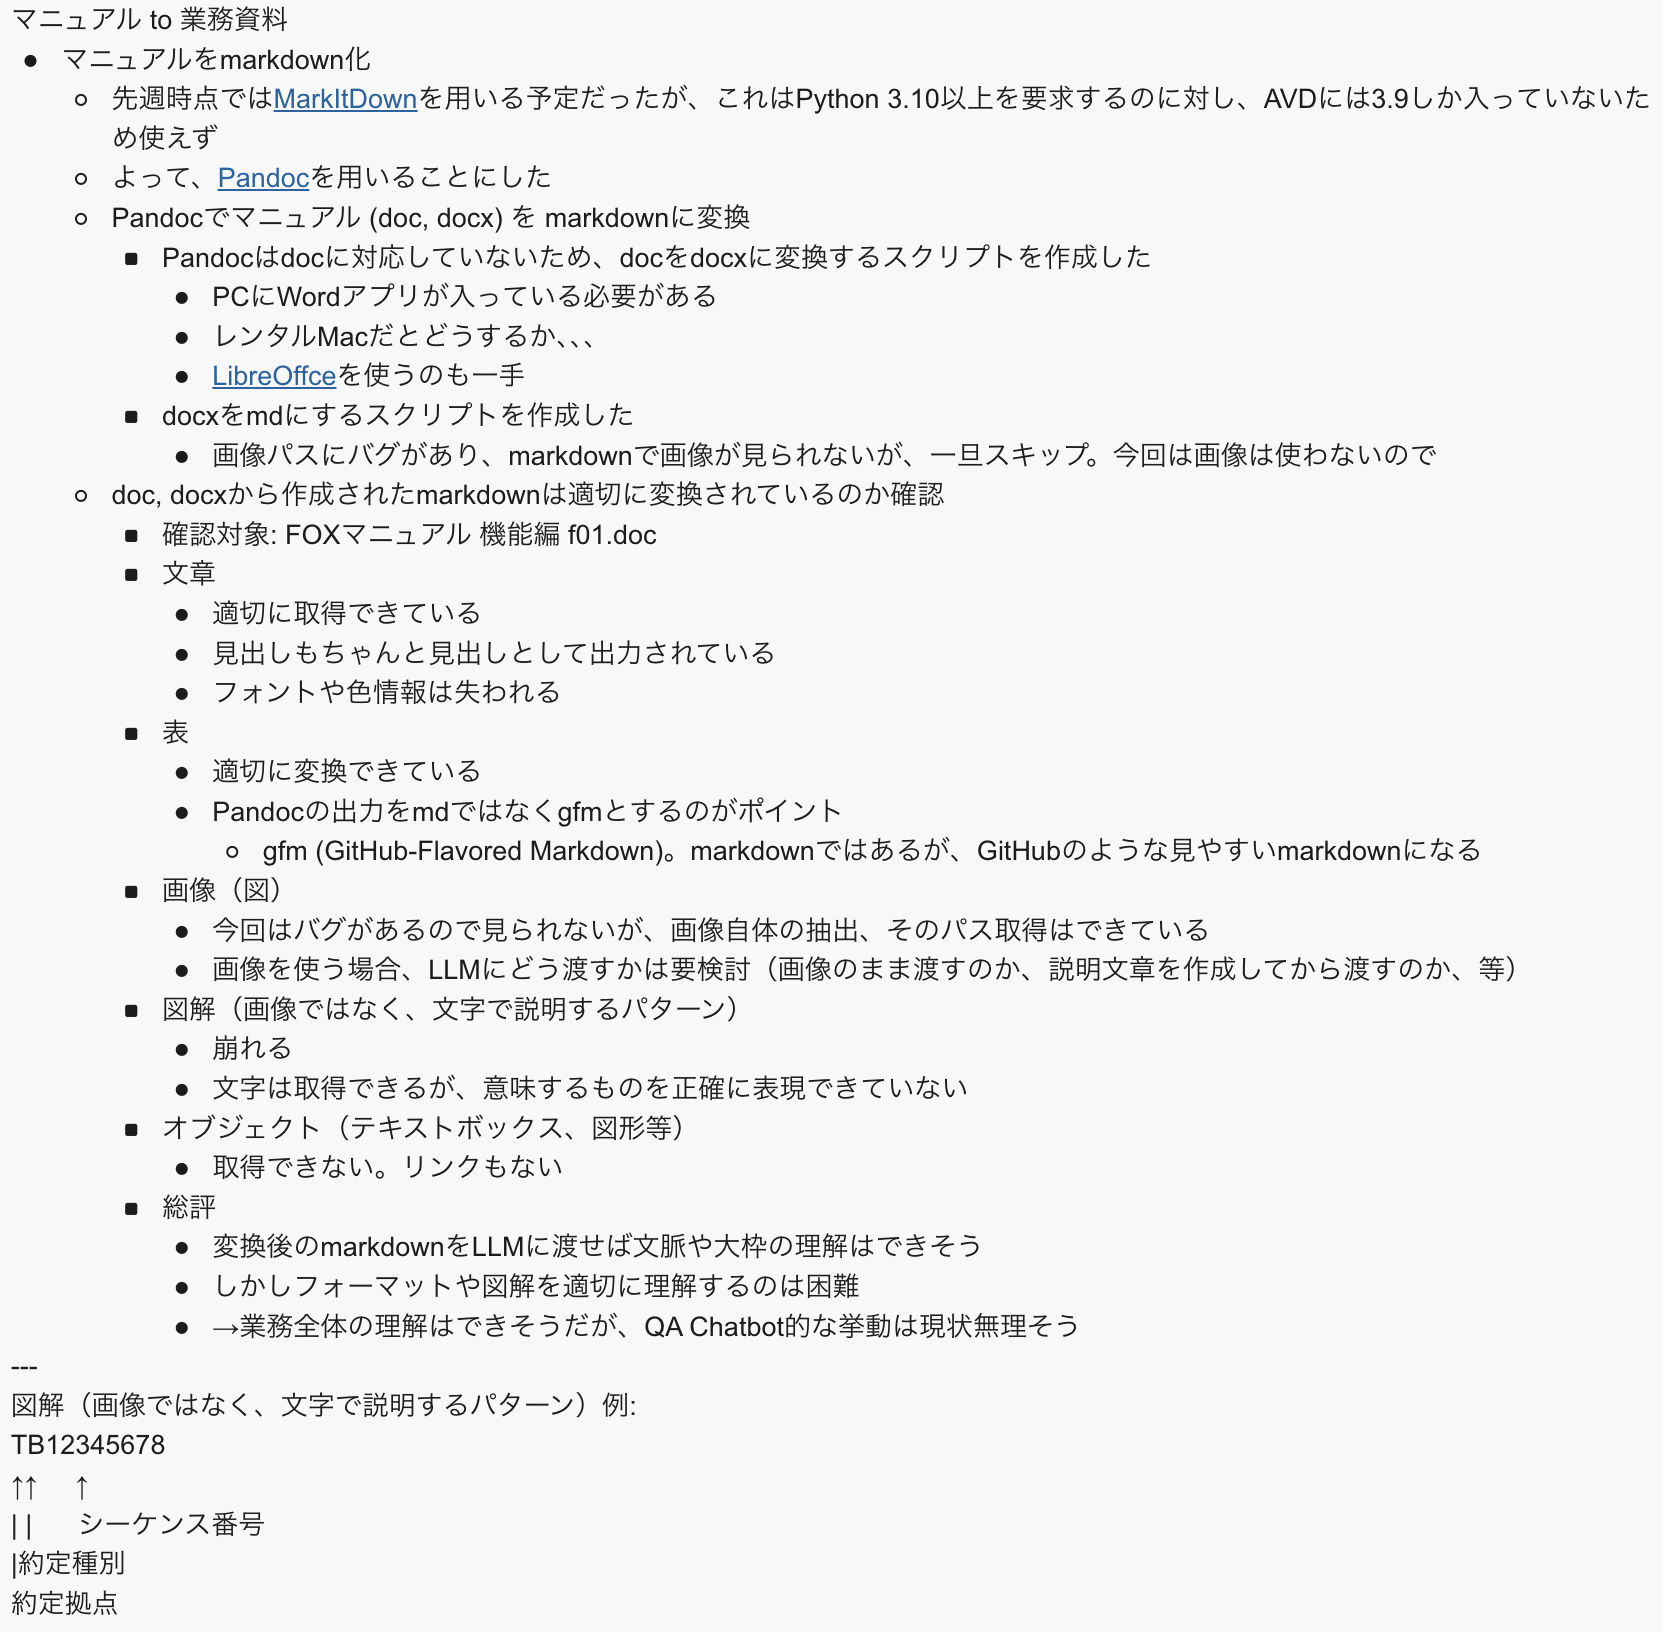 マニュアル to 業務資料
● マニュアルをmarkdown化
○ 先週時点ではMarkItDownを用いる予定だったが、これはPython 3.10以上を要求するのに対し、AVDには3.9しか入っていないた
め使えず
○ よって、Pandocを用いることにした
○ Pandocでマニュアル (doc, docx) を markdownに変換
■ Pandocはdocに対応していないため、docをdocxに変換するスクリプトを作成した
● PCにWordアプリが入っている必要がある
● レンタルMacだとどうするか、、、
● LibreOffceを使うのも一手
■ docxをmdにするスクリプトを作成した
● 画像パスにバグがあり、markdownで画像が見られないが、一旦スキップ。今回は画像は使わないので
○ doc, docxから作成されたmarkdownは適切に変換されているのか確認
■ 確認対象: FOXマニュアル 機能編 f01.doc
■ 文章
● 適切に取得できている
● 見出しもちゃんと見出しとして出力されている
● フォントや色情報は失われる
■ 表
● 適切に変換できている
● Pandocの出力をmdではなくgfmとするのがポイント
○ gfm (GitHub-Flavored Markdown)。markdownではあるが、GitHubのような見やすいmarkdownになる
■ 画像（図）
● 今回はバグがあるので見られないが、画像自体の抽出、そのパス取得はできている
● 画像を使う場合、LLMにどう渡すかは要検討（画像のまま渡すのか、説明文章を作成してから渡すのか、等）
■ 図解（画像ではなく、文字で説明するパターン）
● 崩れる
● 文字は取得できるが、意味するものを正確に表現できていない
■ オブジェクト（テキストボックス、図形等）
● 取得できない。リンクもない
■ 総評
● 変換後のmarkdownをLLMに渡せば文脈や大枠の理解はできそう
● しかしフォーマットや図解を適切に理解するのは困難
● →業務全体の理解はできそうだが、QA Chatbot的な挙動は現状無理そう
---
図解（画像ではなく、文字で説明するパターン）例:
TB12345678
↑↑　 ↑
| |　  シーケンス番号
|約定種別
約定拠点